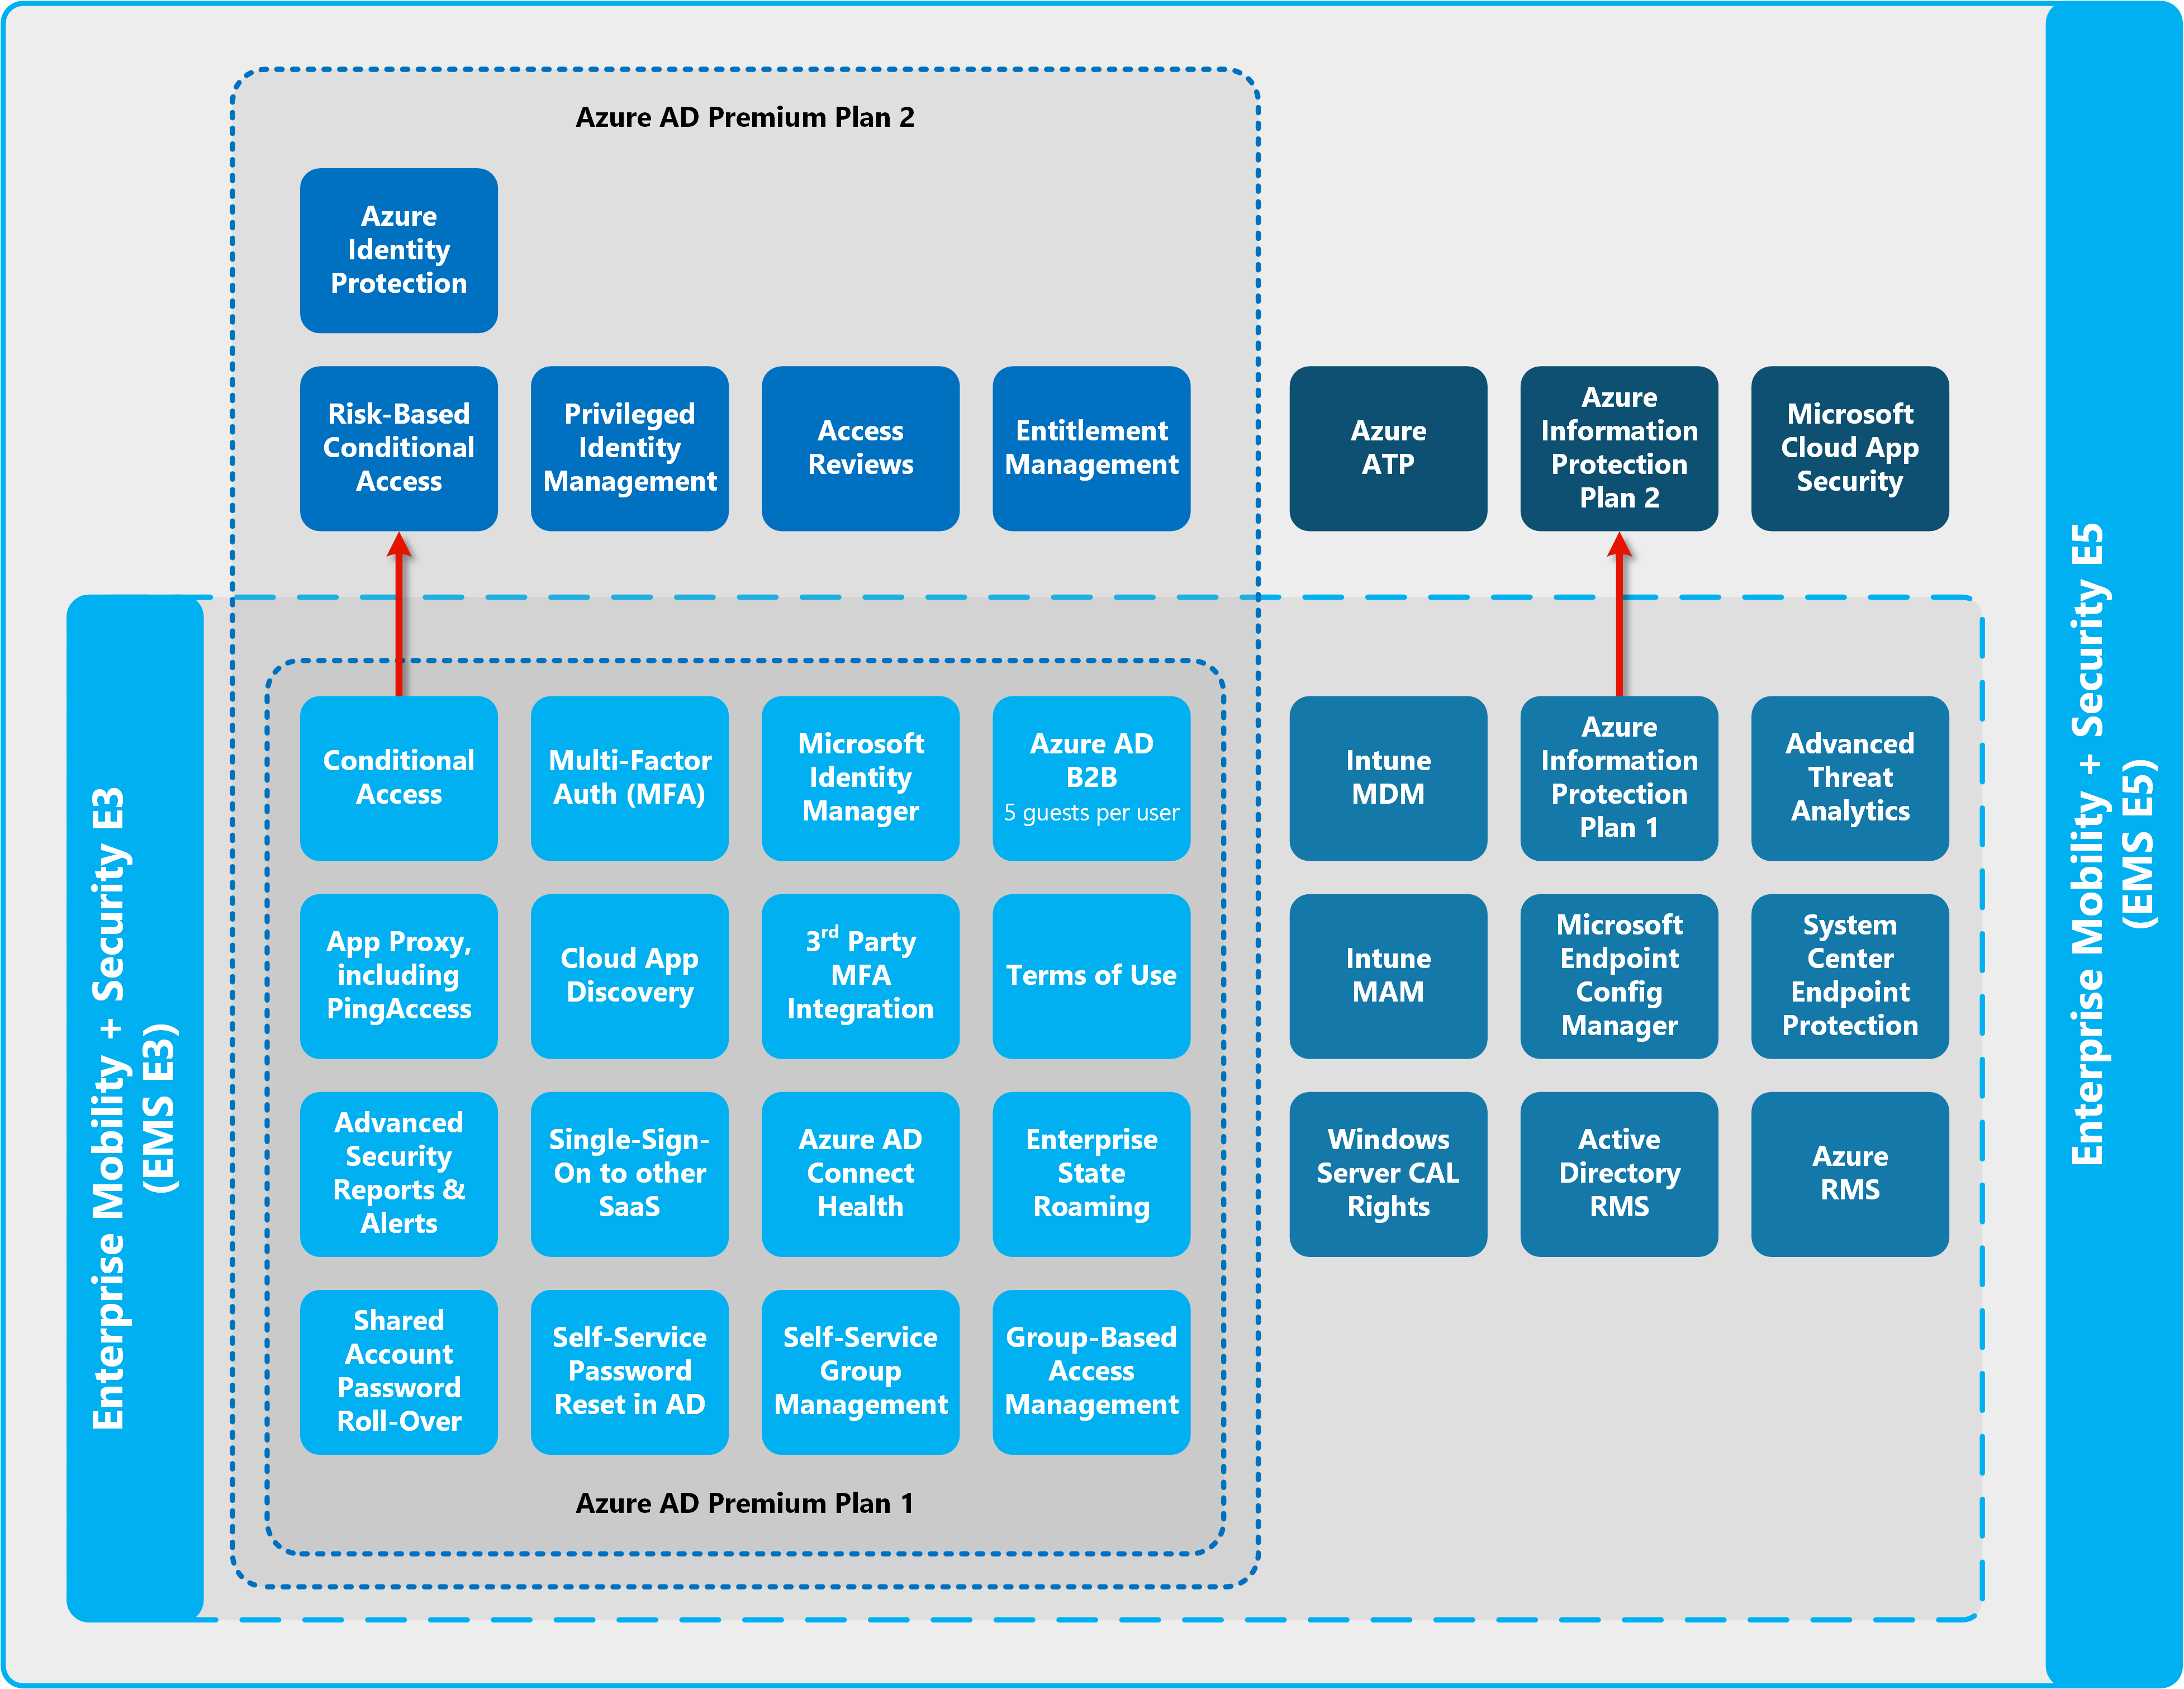 Azure AD Premium Plan 2
Azure
Identity
Protection
Risk-Based
Conditional
Access
Privileged
Identity
Management
Access
Reviews
Entitlement
Management
Azure
ATP
Azure
Information
Protection
Plan 2
Microsoft
Cloud App
Security
Enterprise Mobility + Security E3
(EMS E3)
Conditional
Access
Multi-Factor
Auth (MFA)
Microsoft
Identity
Manager
Azure AD
B2B
5 guests per user
Intune
MDM
Azure
Information
Protection
Plan 1
Advanced
Threat
Analytics
App Proxy,
including
PingAccess
Cloud App
Discovery
3rd Party
MFA
Integration
Terms of Use
Intune
MAM
Microsoft
Endpoint
Config
Manager
System
Center
Endpoint
Protection
Advanced
Security
Reports &
Alerts
Single-Sign-
On to other
SaaS
Azure AD
Connect
Health
Enterprise
State
Roaming
Windows
Server CAL
Rights
Active
Directory
RMS
Azure
RMS
Shared
Account
Password
Roll-Over
Self-Service
Password
Reset in AD
Self-Service
Group
Management
Group-Based
Access
Management
Azure AD Premium Plan 1
Enterprise Mobility + Security E5
(EMS E5)